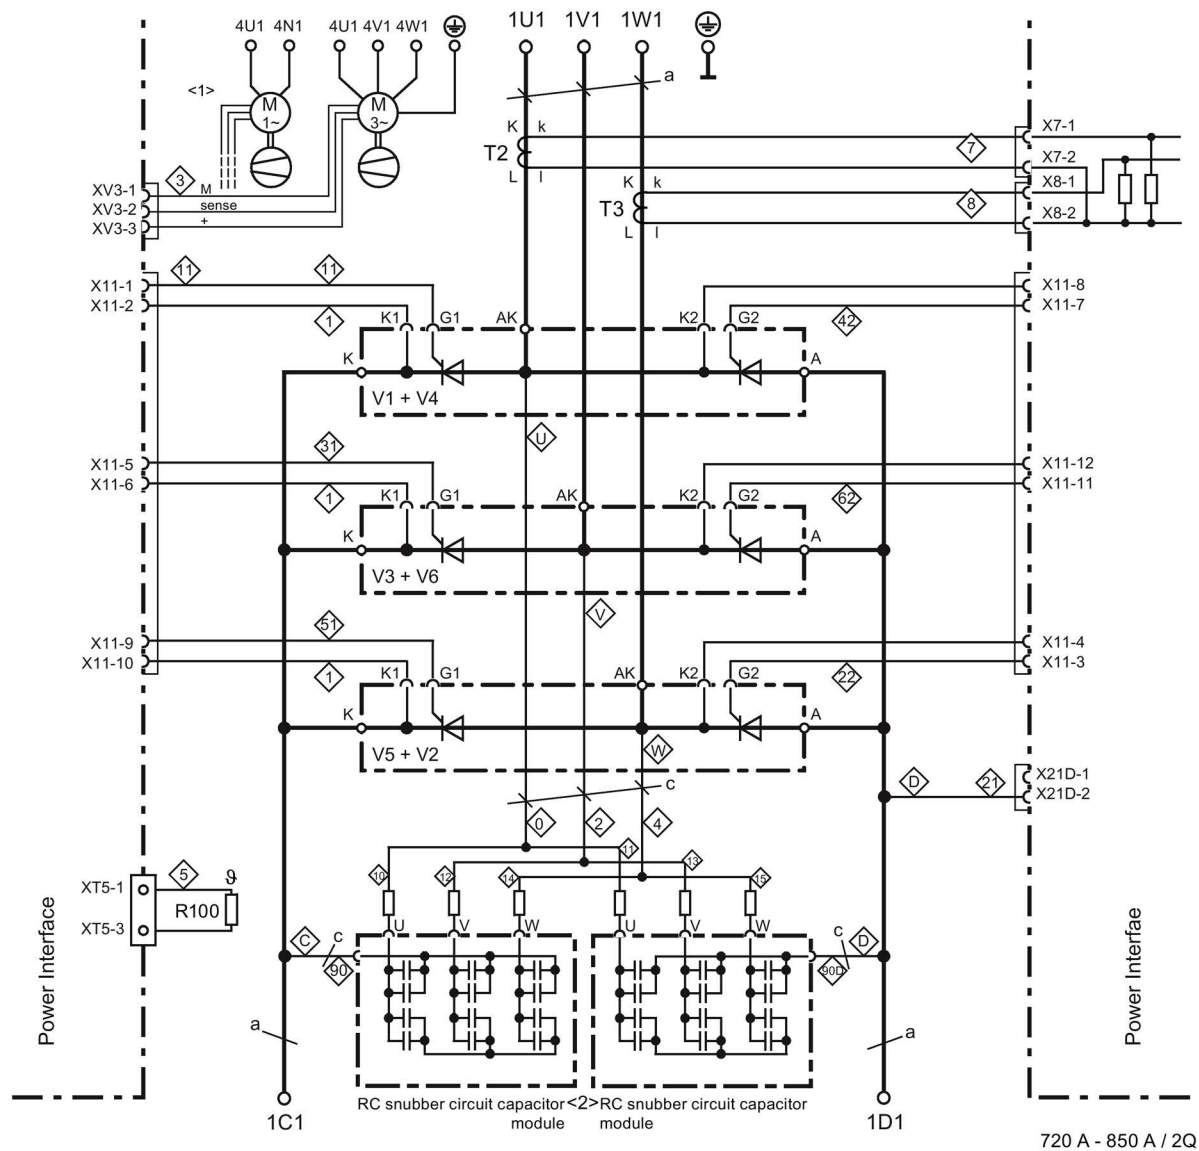 4U1 4N1 4U1 4V1 4W1 1U1 1V1 1W1
a
<1>
M
1~
M
3~
K k
T2
L l
7
X7-1
X7-2
K k
T3
L l
8
X8-1
X8-2
3
XV3-1 M
XV3-2 sense
XV3-3 +
11 11
X11-1
X11-2
1
K1 G1 AK K2 G2
42
X11-8
X11-7
K A
V1 + V4
U
31
X11-5
X11-6
1
K1 G1 AK K2 G2
62
X11-12
X11-11
K A
V3 + V6
V
51
X11-9
X11-10
1
K1 G1 AK K2 G2
22
X11-4
X11-3
K A
V5 + V2
W
c
0 2 4
D 21
X21D-1
X21D-2
10 12 14 11 13 15
5 ϑ
XT5-1
R100
XT5-3
U V W U V W
C c
90
c D
90D
a a
Power Interface
Power Interfae
RC snubber circuit capacitor <2> RC snubber circuit capacitor
module module
1C1 1D1
720 A - 850 A / 2Q